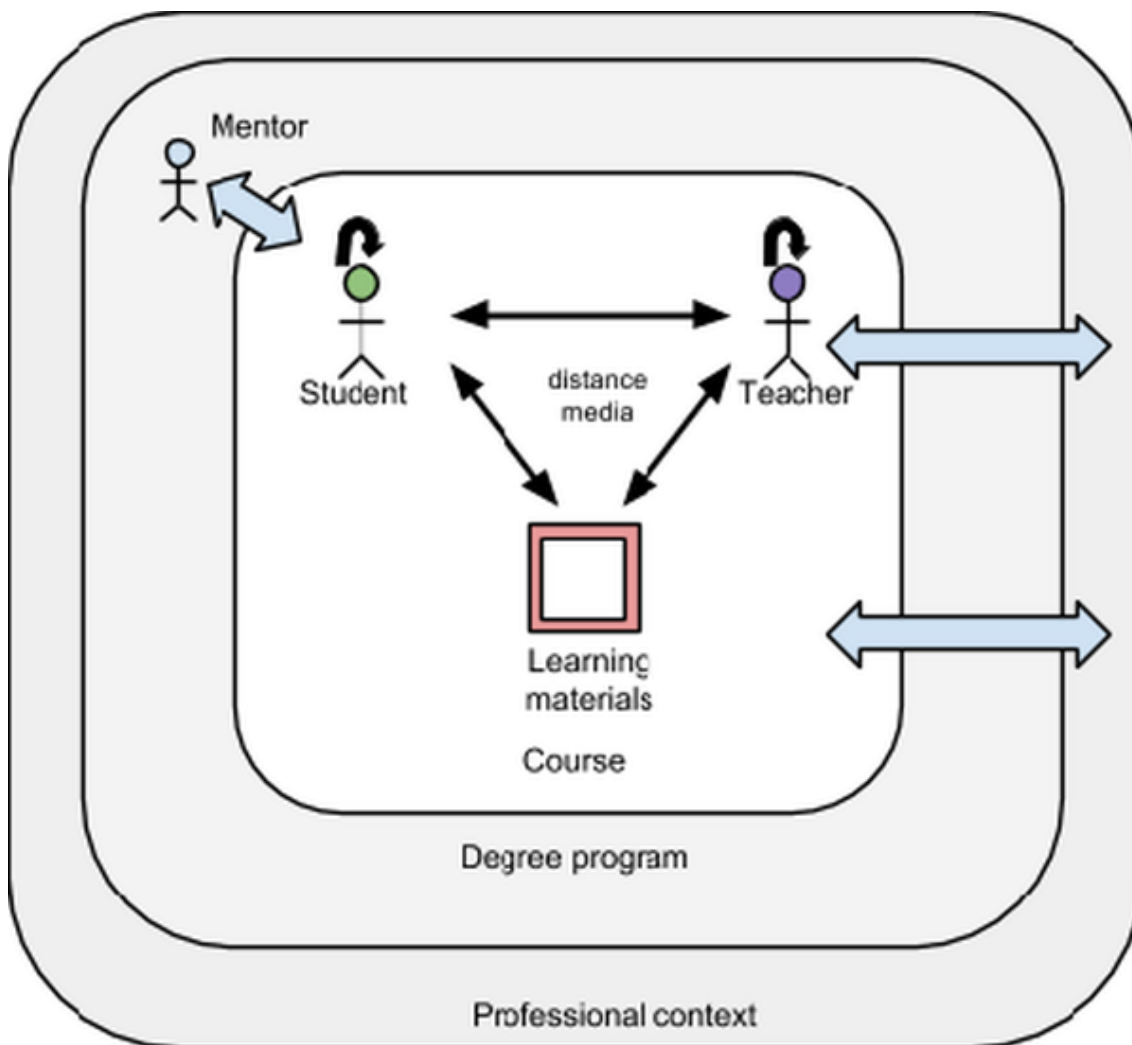 Mentor
Student
distance
media
Teacher
Learning
materials
Course
Degree program
Professional context